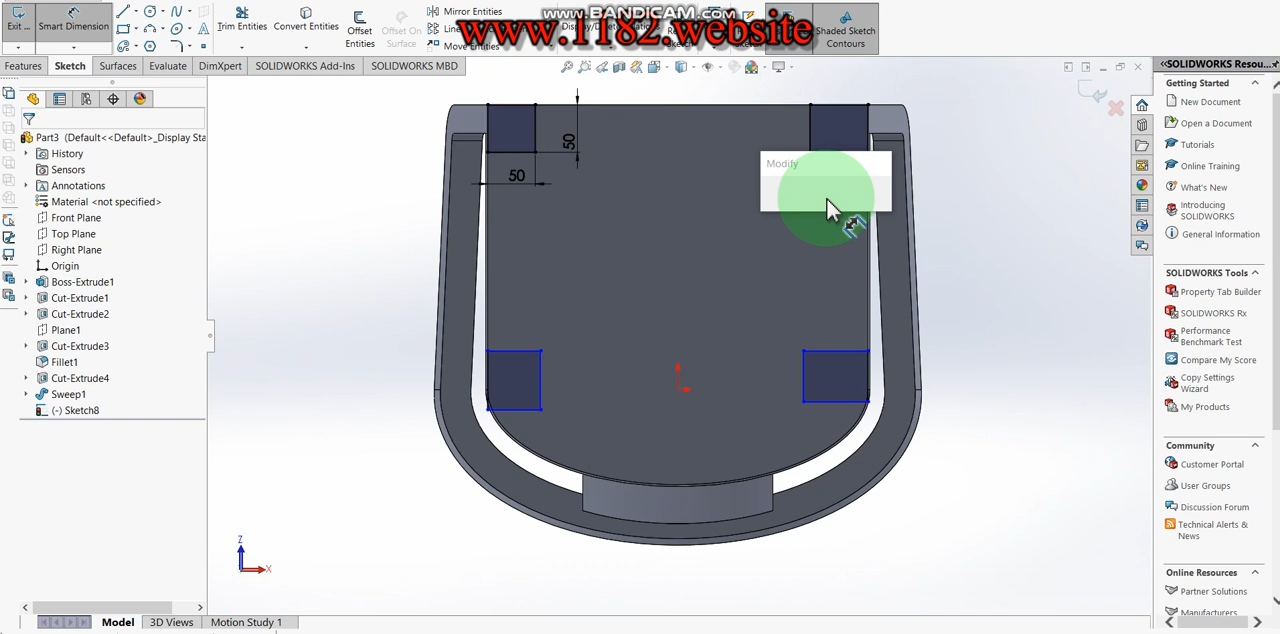 www.BANDICAM.com
www.1182.website
Exit ...
Smart Dimension
Trim Entities
Convert Entities
Offset Entities
Offset On Surface
Mirror Entities
Move Entities
Shaded Sketch Contours
Features
Sketch
Surfaces
Evaluate
DimXpert
SOLIDWORKS Add-Ins
SOLIDWORKS MBD
Part3 (Default<<Default>_Display Sta
History
Sensors
Annotations
Material <not specified>
Front Plane
Top Plane
Right Plane
Origin
Boss-Extrude1
Cut-Extrude1
Cut-Extrude2
Plane1
Cut-Extrude3
Fillet1
Cut-Extrude4
Sweep1
(-) Sketch8
50
50
Modify
Z
X
Model
3D Views
Motion Study 1
SOLIDWORKS Resou...
Getting Started
New Document
Open a Document
Tutorials
Online Training
What's New
Introducing SOLIDWORKS
General Information
SOLIDWORKS Tools
Property Tab Builder
SOLIDWORKS Rx
Performance Benchmark Test
Compare My Score
Copy Settings Wizard
My Products
Community
Customer Portal
User Groups
Discussion Forum
Technical Alerts & News
Online Resources
Partner Solutions
Manufacturers